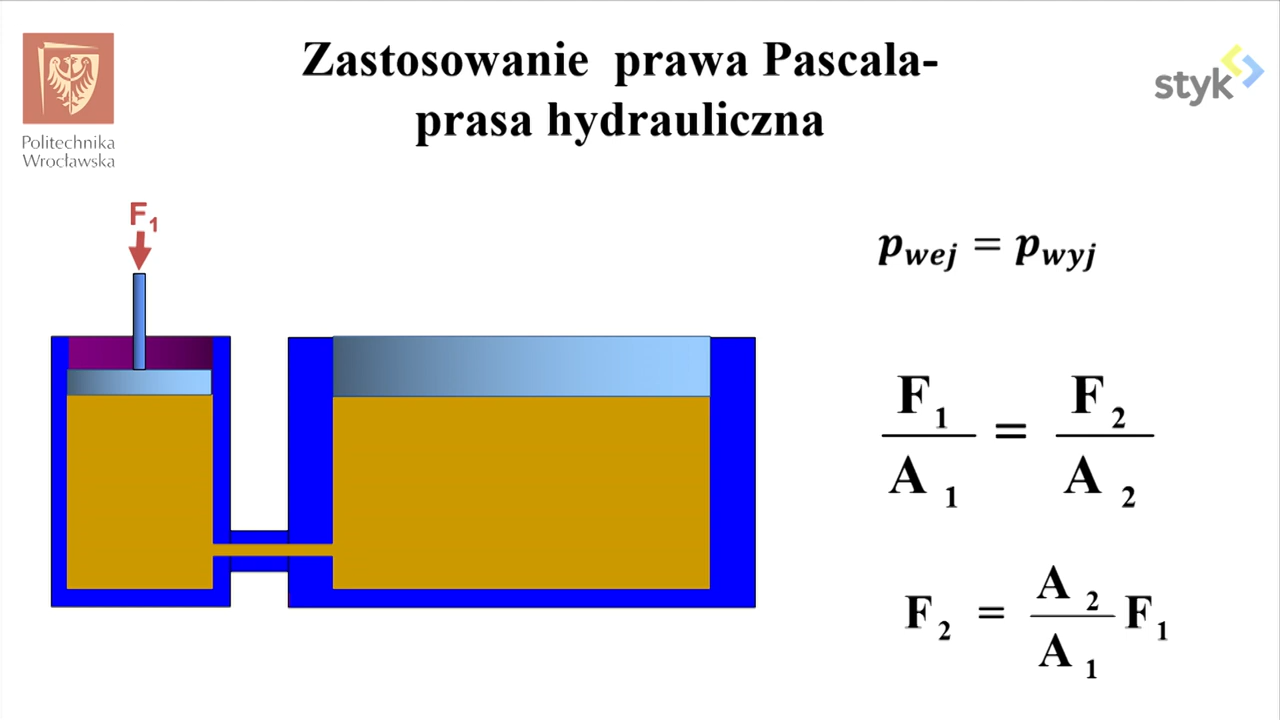 Zastosowanie prawa Pascala-
prasa hydrauliczna
Politechnika
Wrocławska
styk
F₁
p_wej = p_wyj
F₁ / A₁ = F₂ / A₂
F₂ = A₂ / A₁ F₁